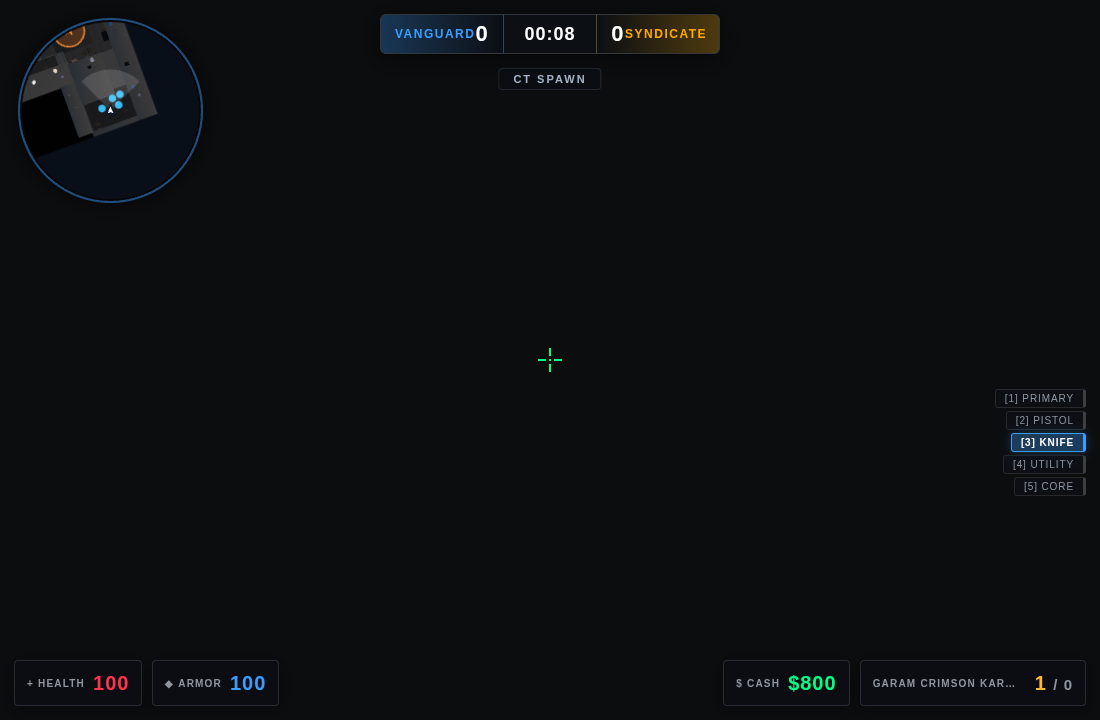 VANGUARD 0 00:08 0 SYNDICATE
CT SPAWN
[1] PRIMARY
[2] PISTOL
[3] KNIFE
[4] UTILITY
[5] CORE
+ HEALTH 100
◆ ARMOR 100
$ CASH $800
GARAM CRIMSON KAR... 1 / 0